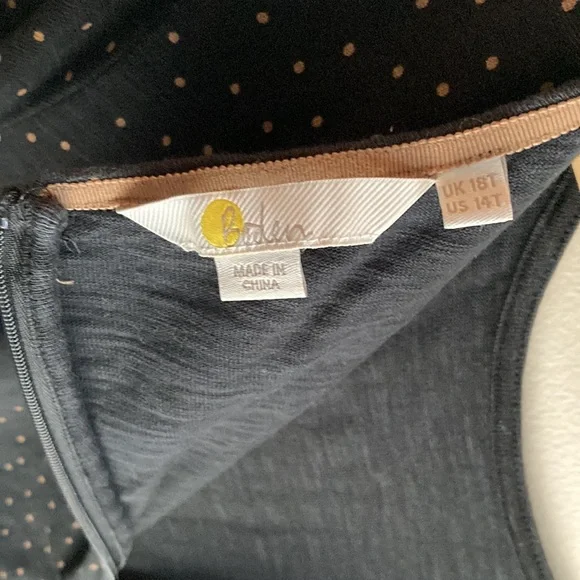 Boden
MADE IN
CHINA
UK 18T
US 14T